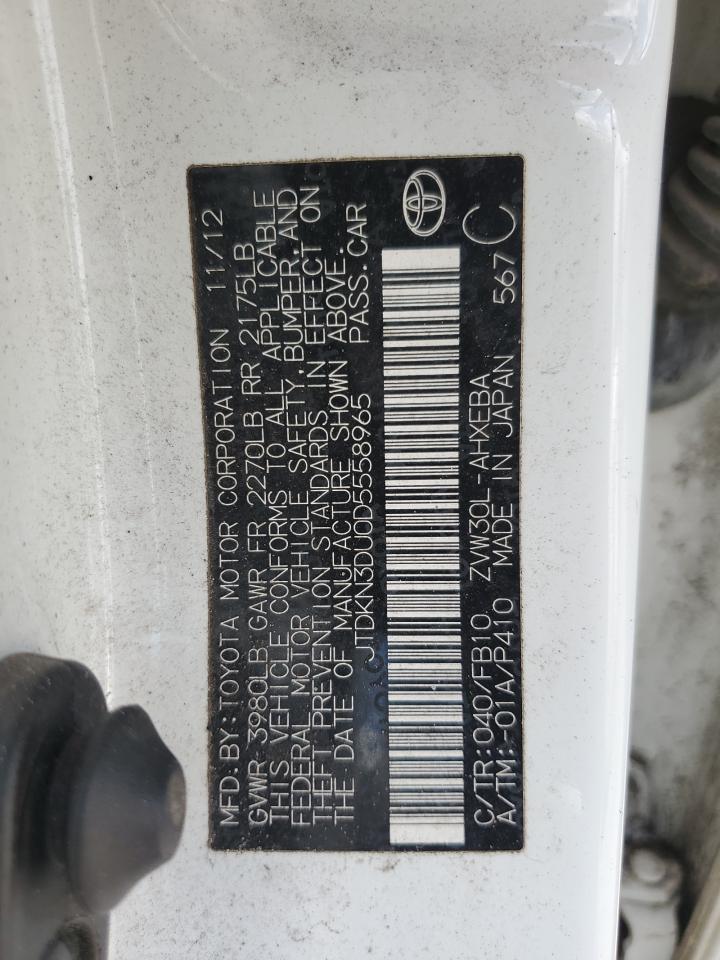 MFD. BY: TOYOTA MOTOR CORPORATION 11/12
GVWR 3980LB GAWR FR 2270LB RR 2175LB
THIS VEHICLE CONFORMS TO ALL APPLICABLE
FEDERAL MOTOR VEHICLE SAFETY, BUMPER, AND
THEFT PREVENTION STANDARDS IN EFFECT ON
THE DATE OF MANUFACTURE SHOWN ABOVE.
JTDKN3DU0D5558965 PASS. CAR
C/TR: 040/FB10 ZVW30L-AHXEBA C
A/TM: -01A/P410 MADE IN JAPAN 567